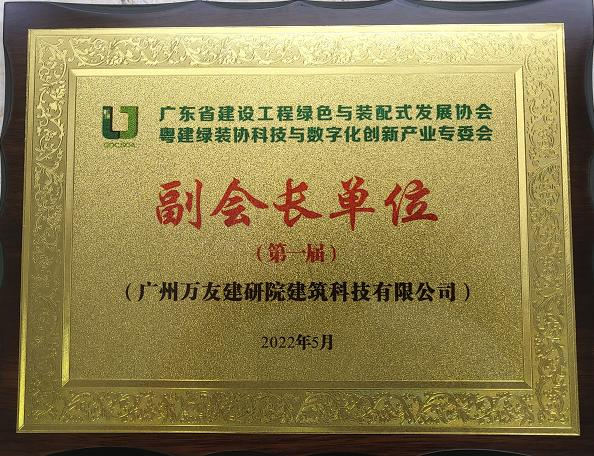 广东省建设工程绿色与装配式发展协会
粤建绿装协科技与数字化创新产业专委会
副会长单位
（第一届）
（广州万友建研院建筑科技有限公司）
2022年5月